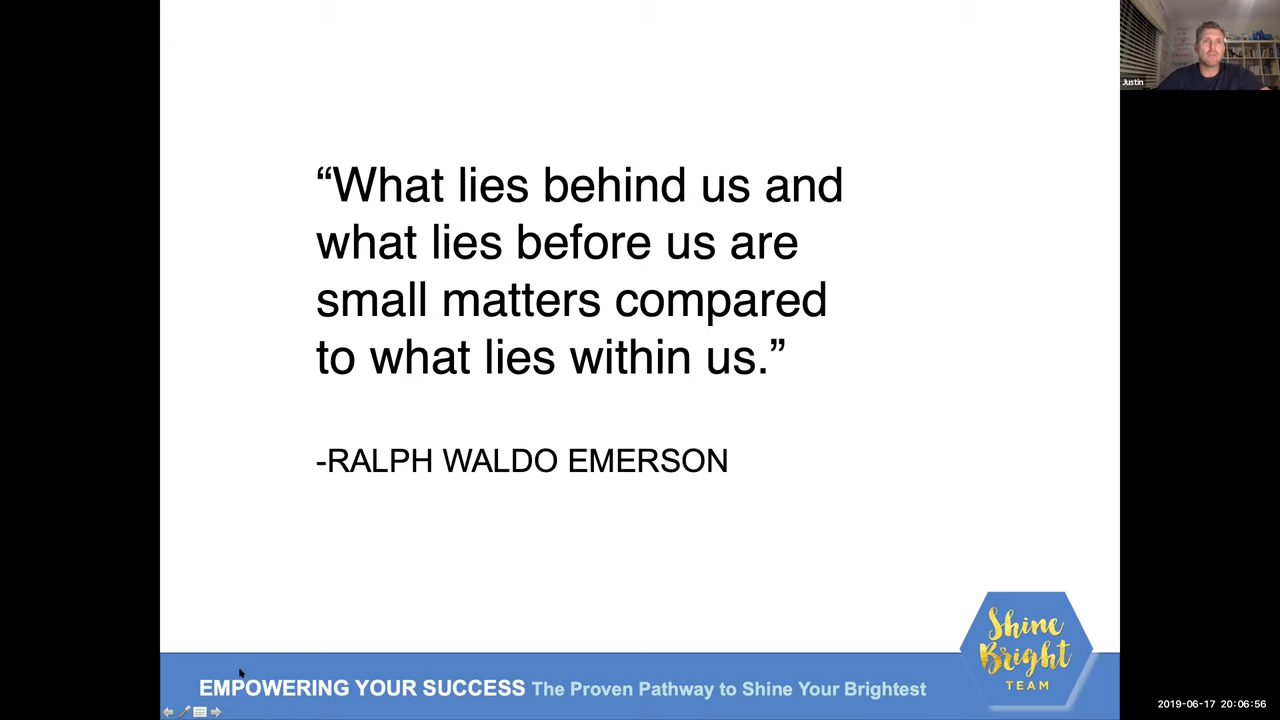 Justin
“What lies behind us and
what lies before us are
small matters compared
to what lies within us.”
-RALPH WALDO EMERSON
Shine
Bright
TEAM
EMPOWERING YOUR SUCCESS The Proven Pathway to Shine Your Brightest
2019-06-17 20:06:56